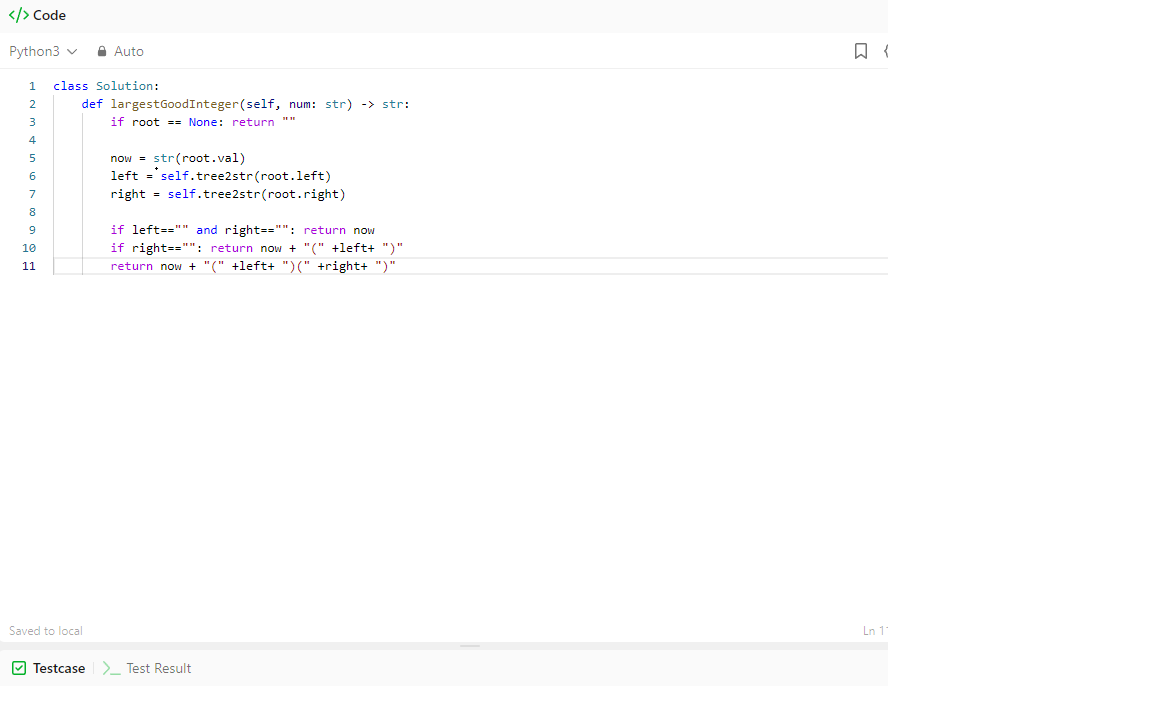 </> Code
Python3 Auto
1 class Solution:
2 def largestGoodInteger(self, num: str) -> str:
3 if root == None: return ""
4
5 now = str(root.val)
6 left = self.tree2str(root.left)
7 right = self.tree2str(root.right)
8
9 if left=="" and right=="": return now
10 if right=="": return now + "(" +left+ ")"
11 return now + "(" +left+ ")(" +right+ ")"
Saved to local
Ln
Testcase >_ Test Result